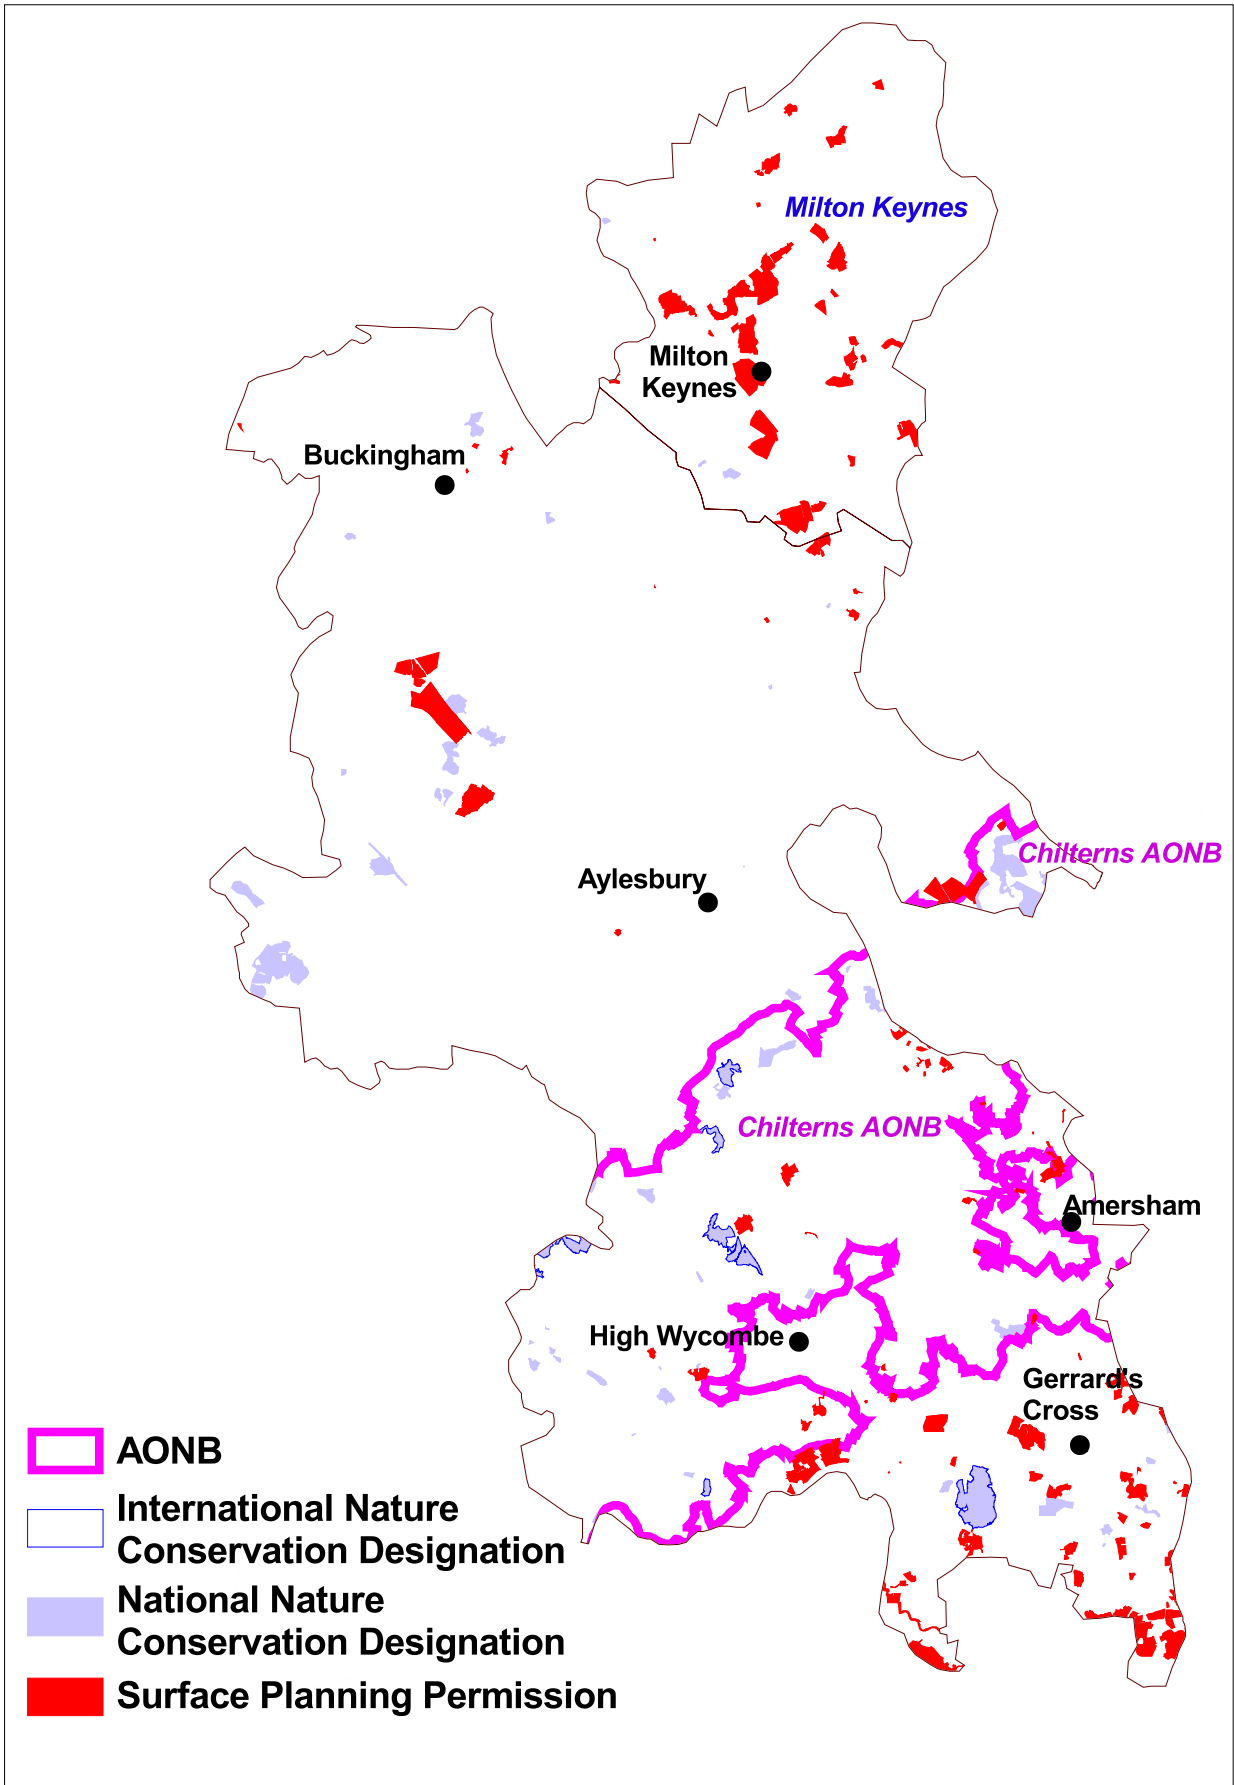 Milton Keynes
Milton
Keynes
Buckingham
Chilterns AONB
Aylesbury
Chilterns AONB
Amersham
High Wycombe
Gerrard's
Cross
AONB
International Nature
Conservation Designation
National Nature
Conservation Designation
Surface Planning Permission